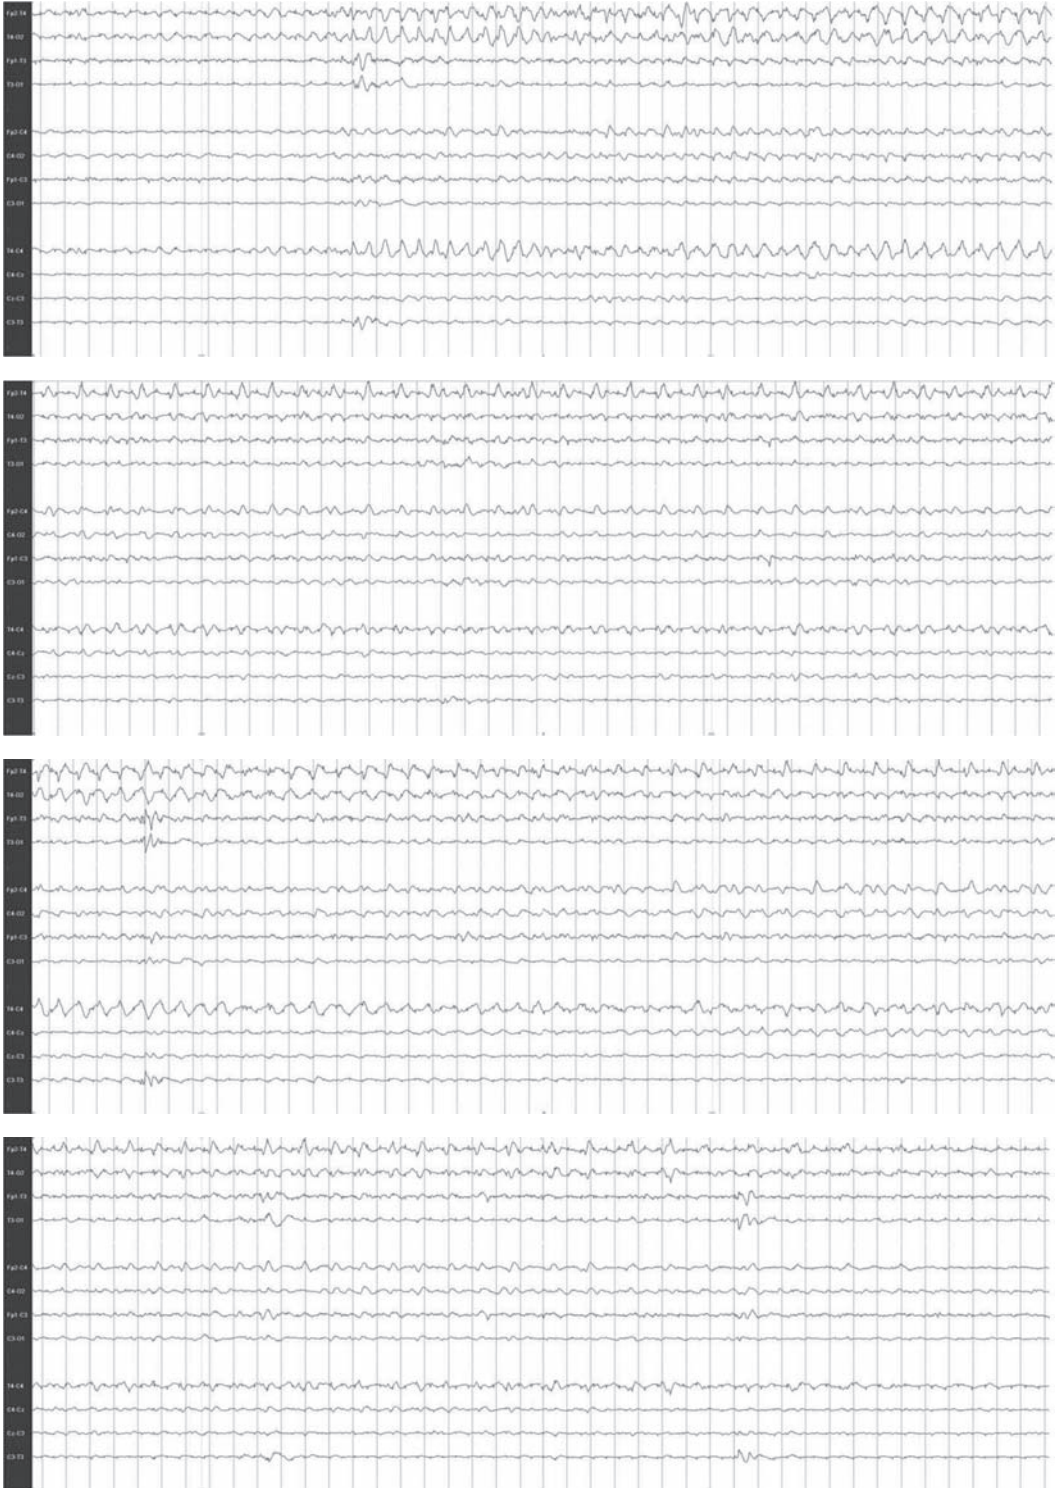 Fp2-T4
T4-O2
Fp1-T3
T3-O1
Fp2-C4
C4-O2
Fp1-C3
C3-O1
T4-C4
C4-Cz
Cz-C3
C3-T3
Fp2-T4
T4-O2
Fp1-T3
T3-O1
Fp2-C4
C4-O2
Fp1-C3
C3-O1
T4-C4
C4-Cz
Cz-C3
C3-T3
Fp2-T4
T4-O2
Fp1-T3
T3-O1
Fp2-C4
C4-O2
Fp1-C3
C3-O1
T4-C4
C4-Cz
Cz-C3
C3-T3
Fp2-T4
T4-O2
Fp1-T3
T3-O1
Fp2-C4
C4-O2
Fp1-C3
C3-O1
T4-C4
C4-Cz
Cz-C3
C3-T3